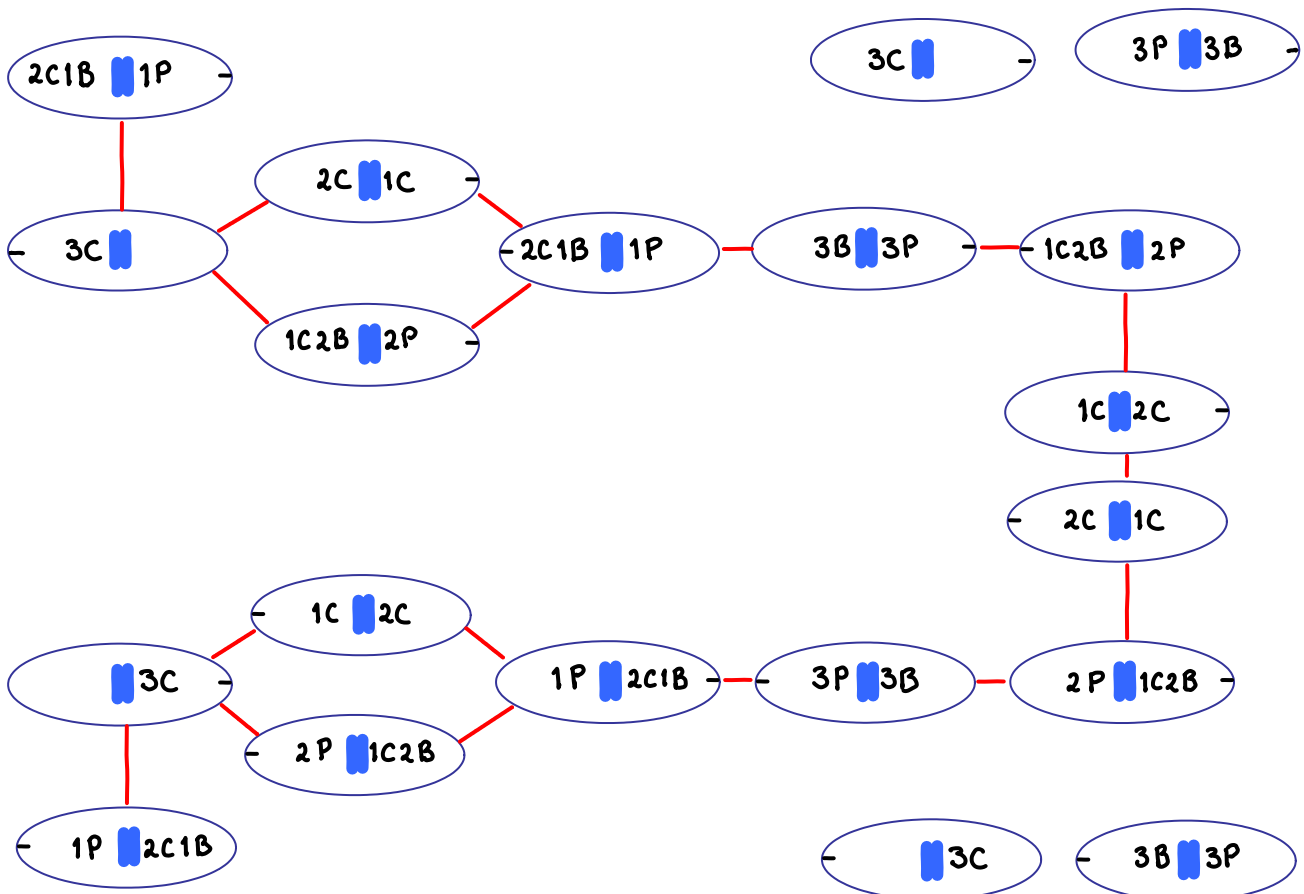 2C1B 1P -
3C -
3P 3B -
2C 1C -
- 3C
- 2C1B 1P
3B 3P -
- 1C2B 2P
1C2B 2P -
1C 2C -
- 2C 1C
- 1C 2C
3C -
1P 2C1B -
- 3P 3B
2P 1C2B -
- 2P 1C2B
- 1P 2C1B
- 3C
- 3B 3P